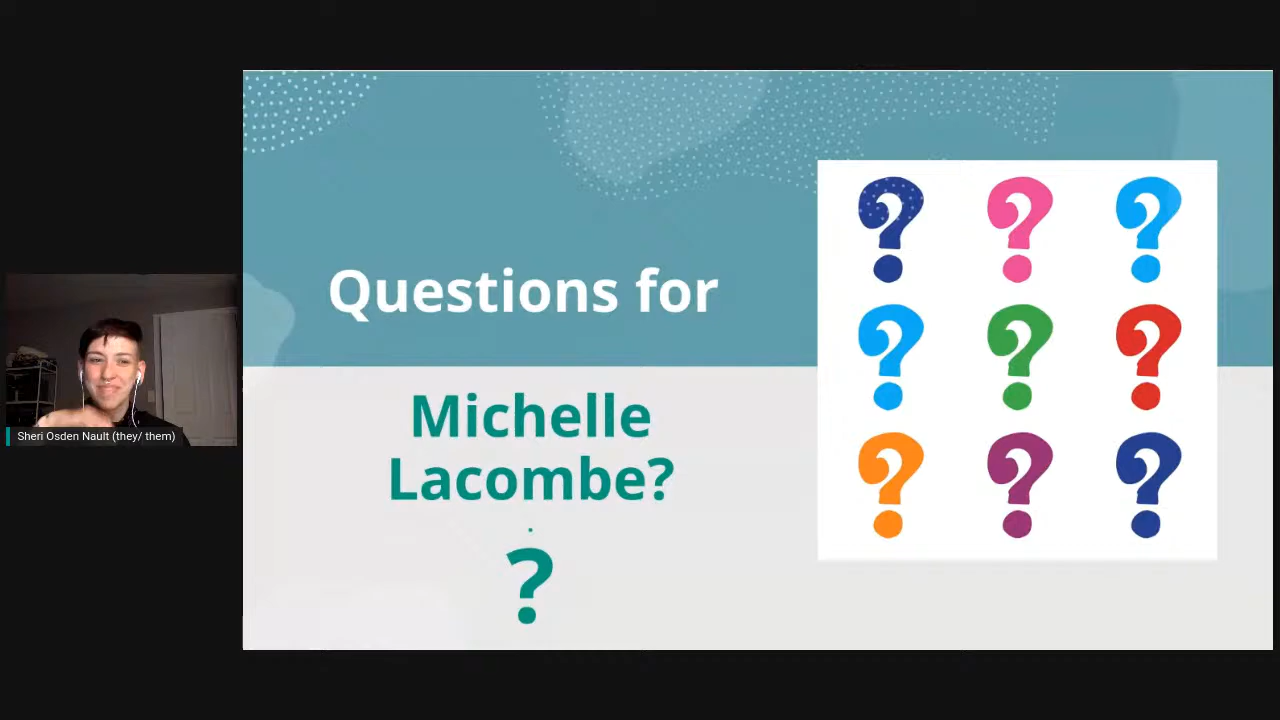 Questions for
Michelle
Lacombe?
.
?
? ? ?
? ? ?
? ? ?
Sheri Osden Nault (they/ them)